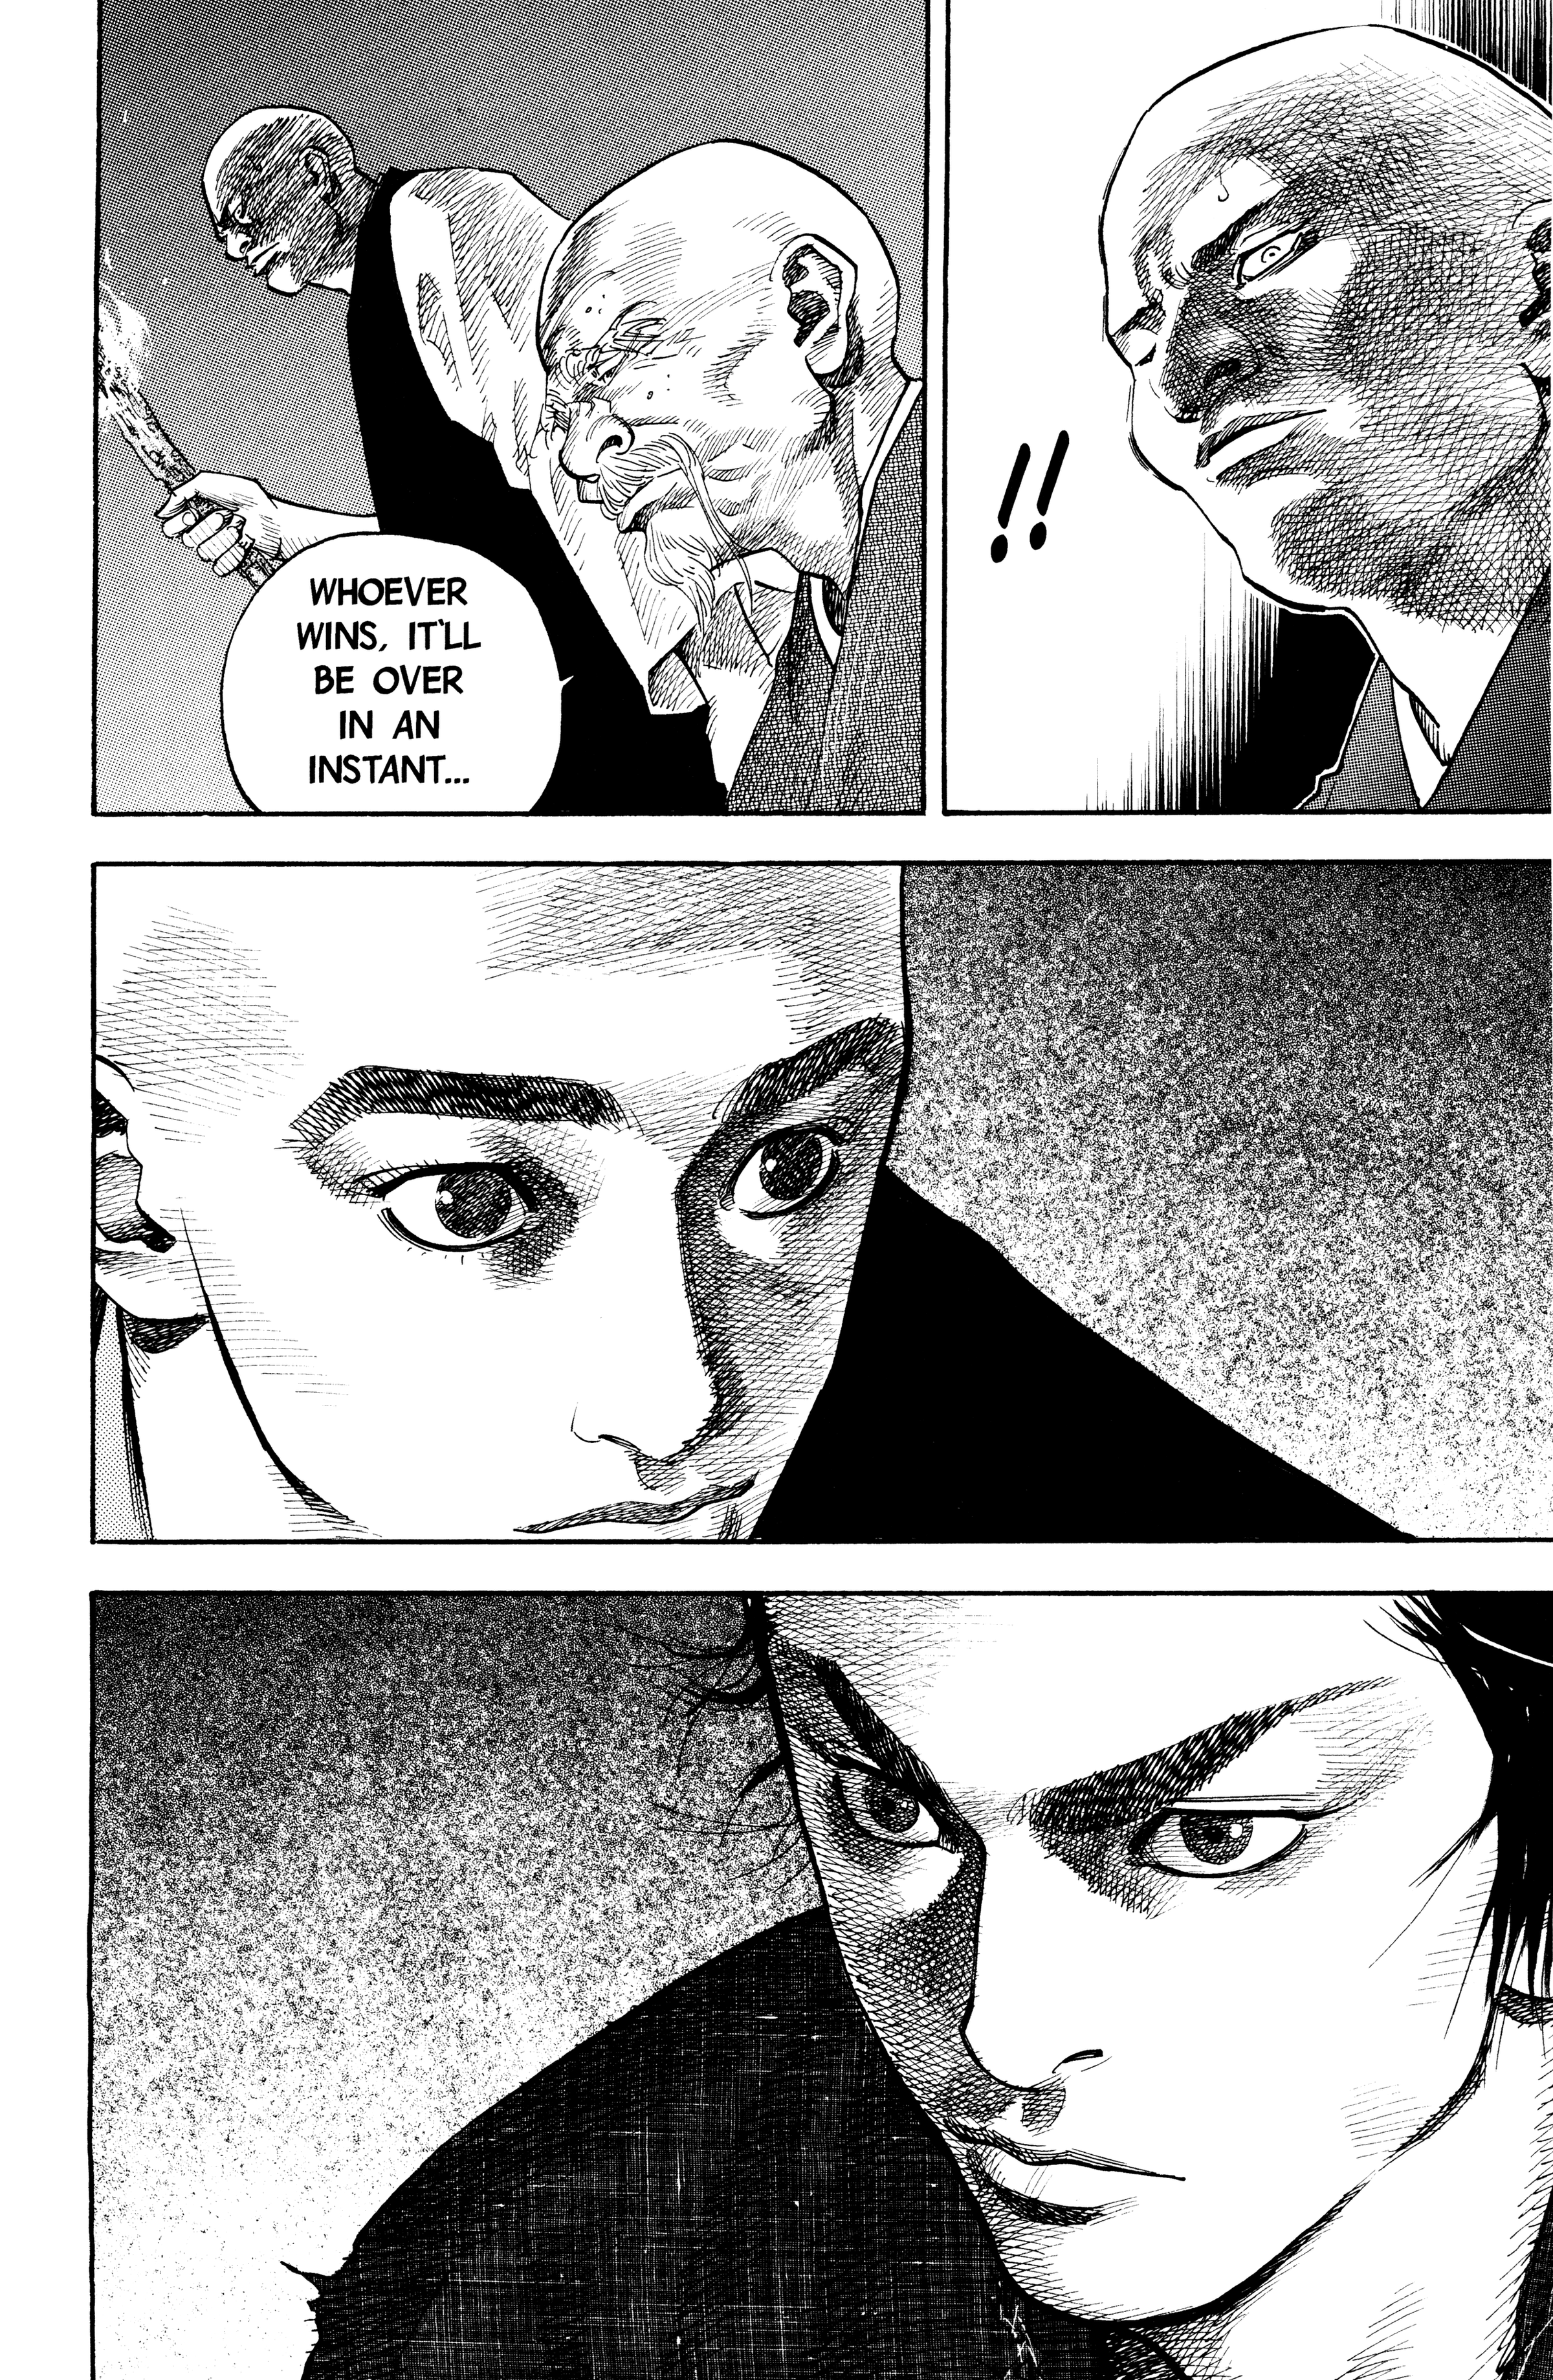 !!
WHOEVER
WINS, IT'LL
BE OVER
IN AN
INSTANT...